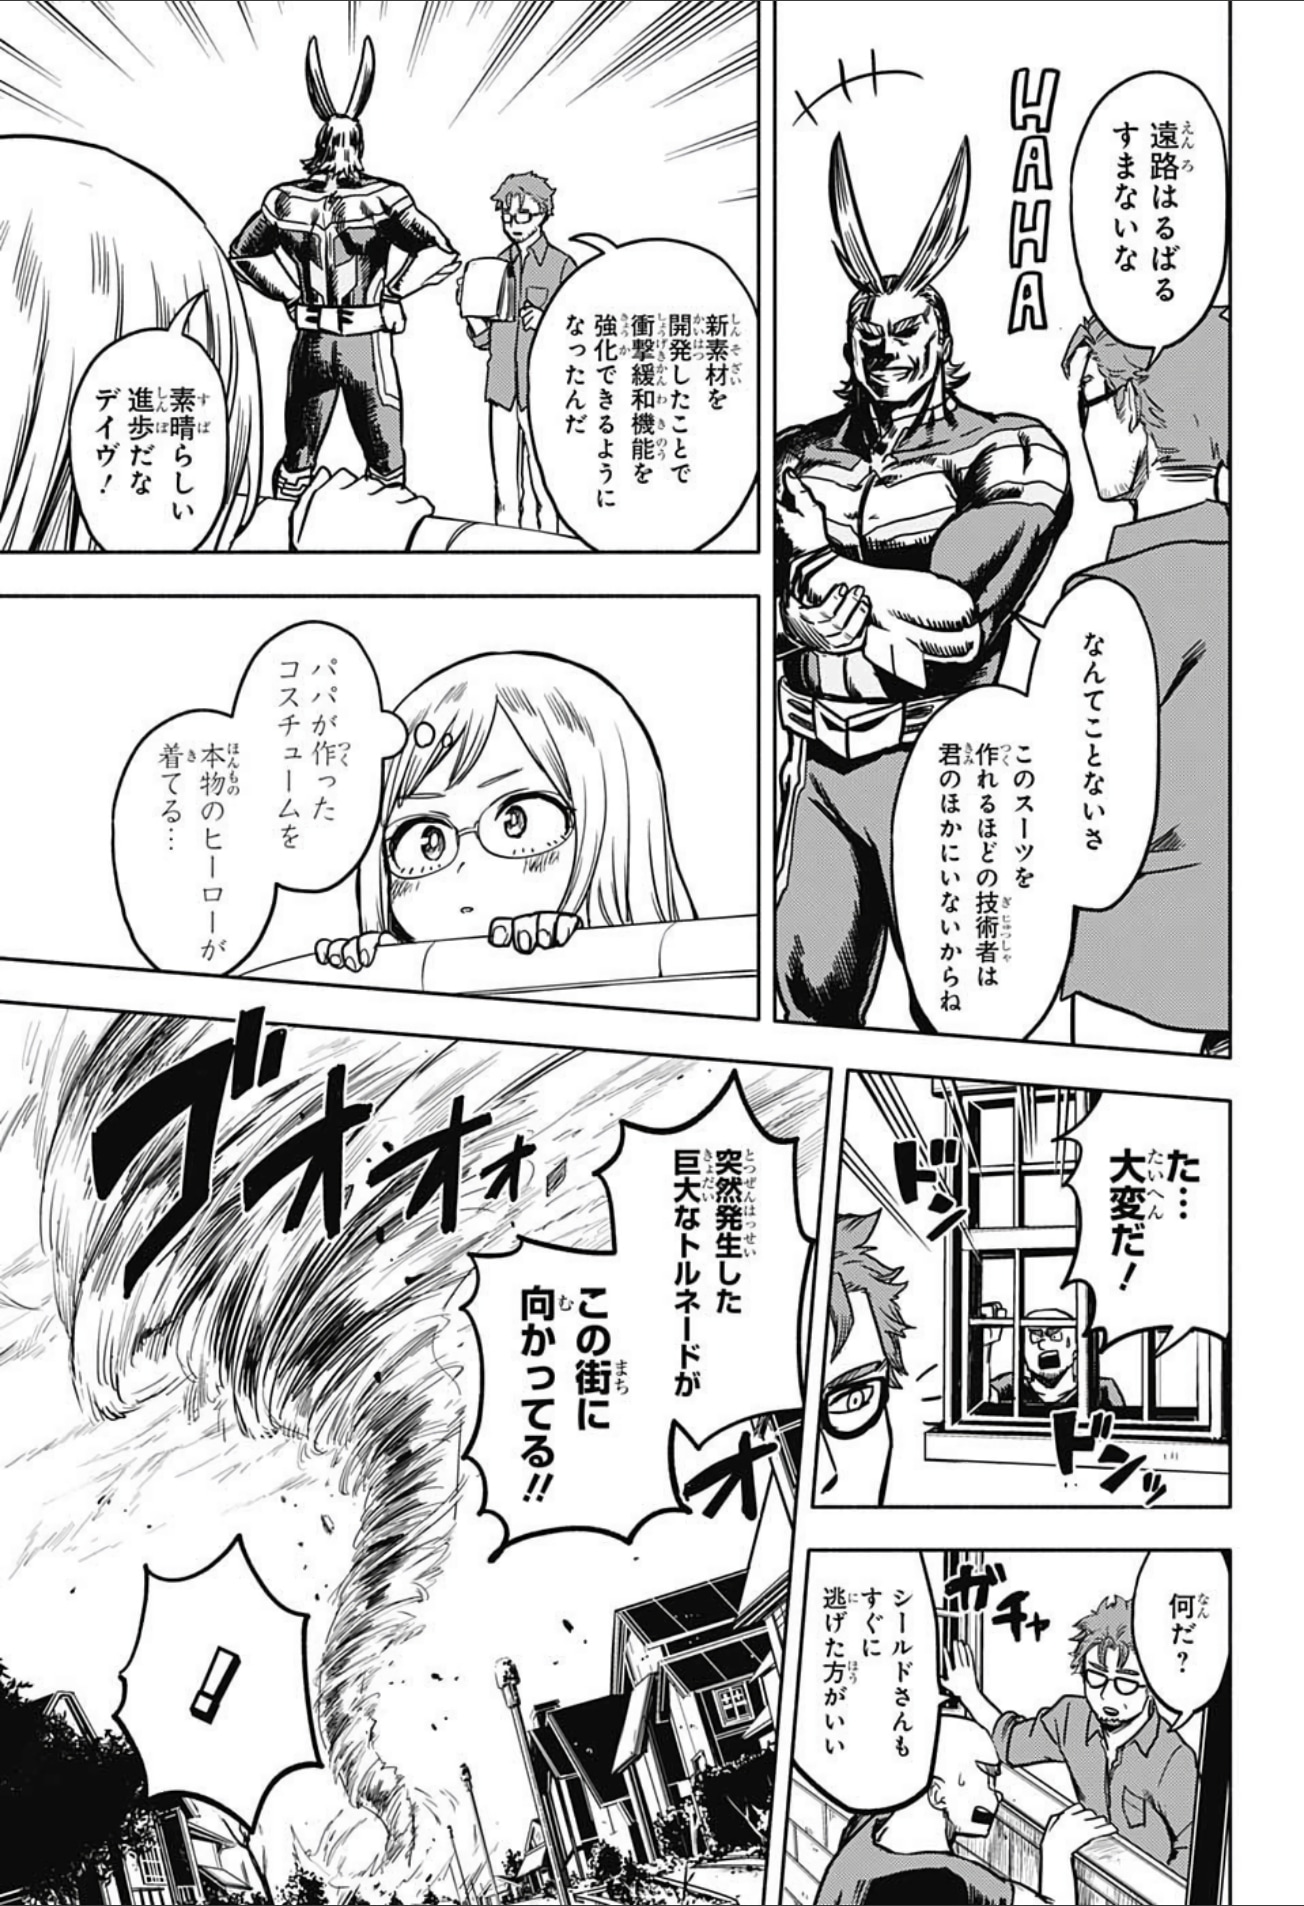 遠路はるばる
すまないな
HAHAHA
なんてことないさ
このスーツを
作れるほどの技術者は
君のほかにいないからね
新素材を
開発したことで
衝撃緩和機能を
強化できるように
なったんだ
素晴らしい
進歩だな
デイヴ！
パパが作った
コスチュームを
本物のヒーローが
着てる…
た…
大変だ！
ドン
ドンッ
何だ？
ガチャ
シールドさんも
すぐに
逃げた方がいい
突然発生した
巨大なトルネードが
この街に
向かってる!!
ゴオオオオ
！